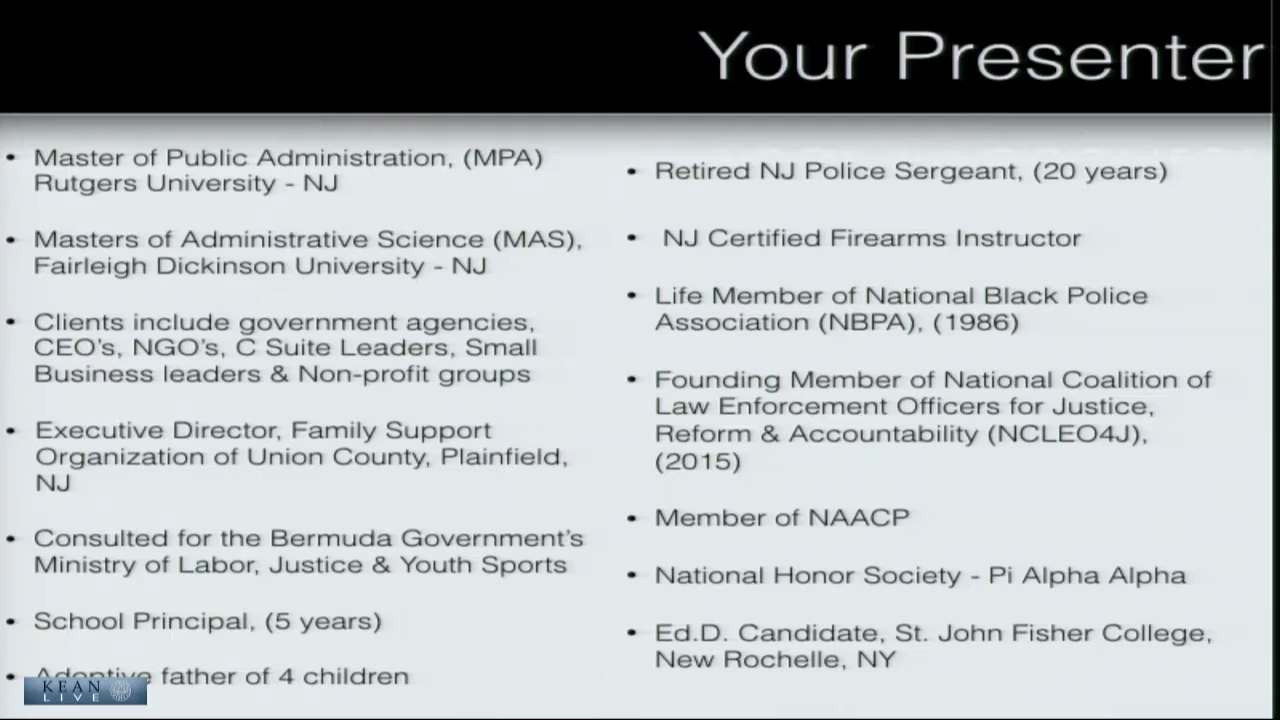 Your Presenter
• Master of Public Administration, (MPA)
Rutgers University - NJ
• Masters of Administrative Science (MAS),
Fairleigh Dickinson University - NJ
• Clients include government agencies,
CEO's, NGO's, C Suite Leaders, Small
Business leaders & Non-profit groups
• Executive Director, Family Support
Organization of Union County, Plainfield,
NJ
• Consulted for the Bermuda Government's
Ministry of Labor, Justice & Youth Sports
• School Principal, (5 years)
• Adoptive father of 4 children
• Retired NJ Police Sergeant, (20 years)
• NJ Certified Firearms Instructor
• Life Member of National Black Police
Association (NBPA), (1986)
• Founding Member of National Coalition of
Law Enforcement Officers for Justice,
Reform & Accountability (NCLEO4J),
(2015)
• Member of NAACP
• National Honor Society - Pi Alpha Alpha
• Ed.D. Candidate, St. John Fisher College,
New Rochelle, NY
KEAN
LIVE